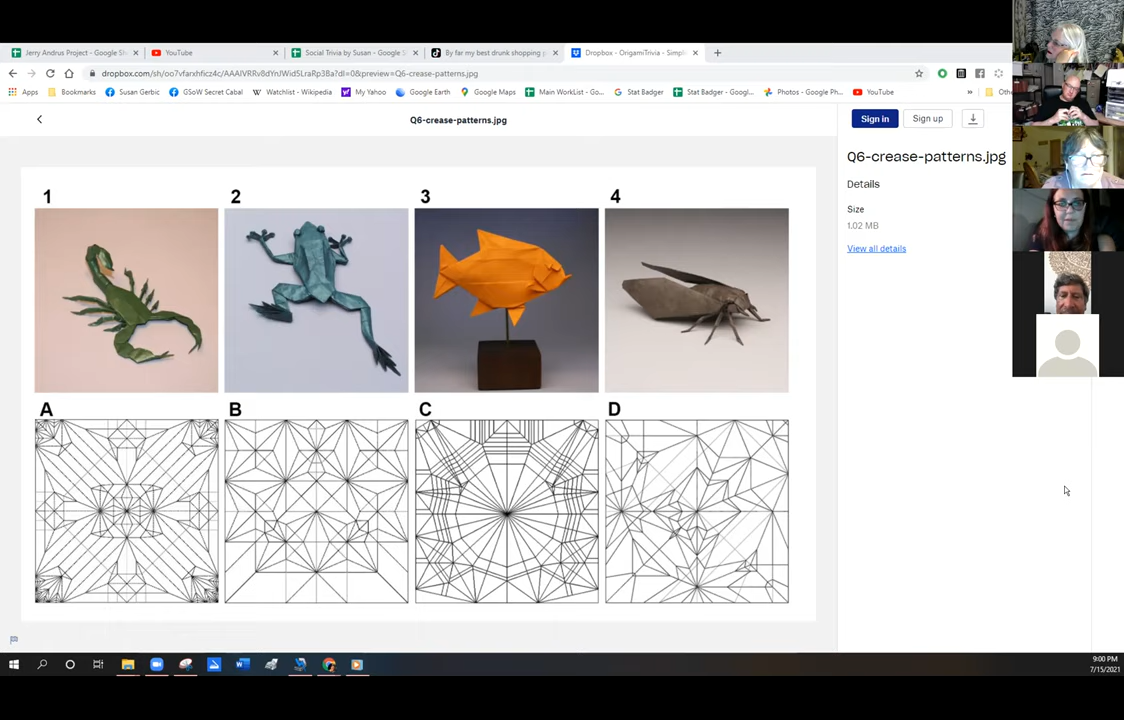 Jerry Andrus Project - Google Sh
YouTube
Social Trivia by Susan - Google S
By far my best drunk shopping p
Dropbox - OrigamiTrivia - Simpli
dropbox.com/sh/oo7vfarxhficz4c/AAAIVRRv8dYnJWid5LraRp38a?dl=0&preview=Q6-crease-patterns.jpg
Apps
Bookmarks
Susan Gerbic
GSoW Secret Cabal
Watchlist - Wikipedia
My Yahoo
Google Earth
Google Maps
Main WorkList - Go...
Stat Badger
Stat Badger - Googl...
Photos - Google Ph...
YouTube
»
Q6-crease-patterns.jpg
Sign in
Sign up
Q6-crease-patterns.jpg
Details
Size
1.02 MB
View all details
1 2 3 4
A B C D
9:00 PM
7/15/2021